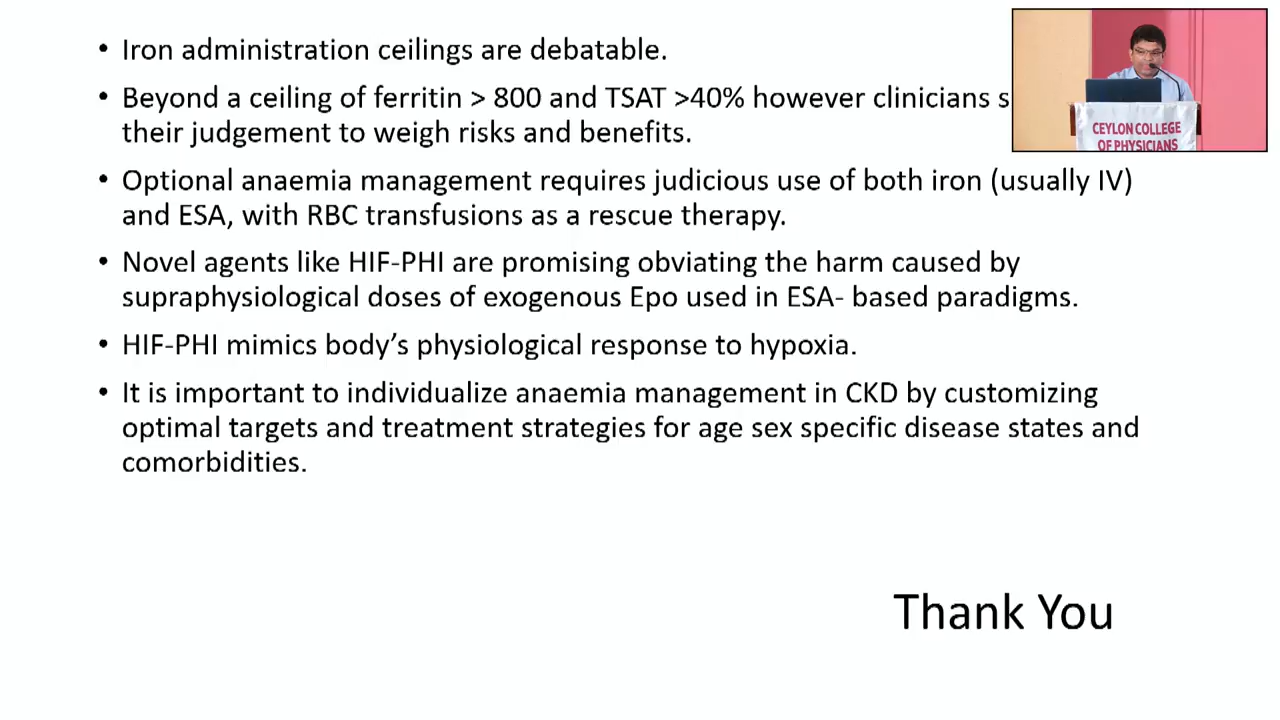 • Iron administration ceilings are debatable.
• Beyond a ceiling of ferritin > 800 and TSAT >40% however clinicians
their judgement to weigh risks and benefits.
• Optional anaemia management requires judicious use of both iron (usually IV)
and ESA, with RBC transfusions as a rescue therapy.
• Novel agents like HIF-PHI are promising obviating the harm caused by
supraphysiological doses of exogenous Epo used in ESA- based paradigms.
• HIF-PHI mimics body’s physiological response to hypoxia.
• It is important to individualize anaemia management in CKD by customizing
optimal targets and treatment strategies for age sex specific disease states and
comorbidities.
Thank You
CEYLON COLLEGE
OF PHYSICIANS